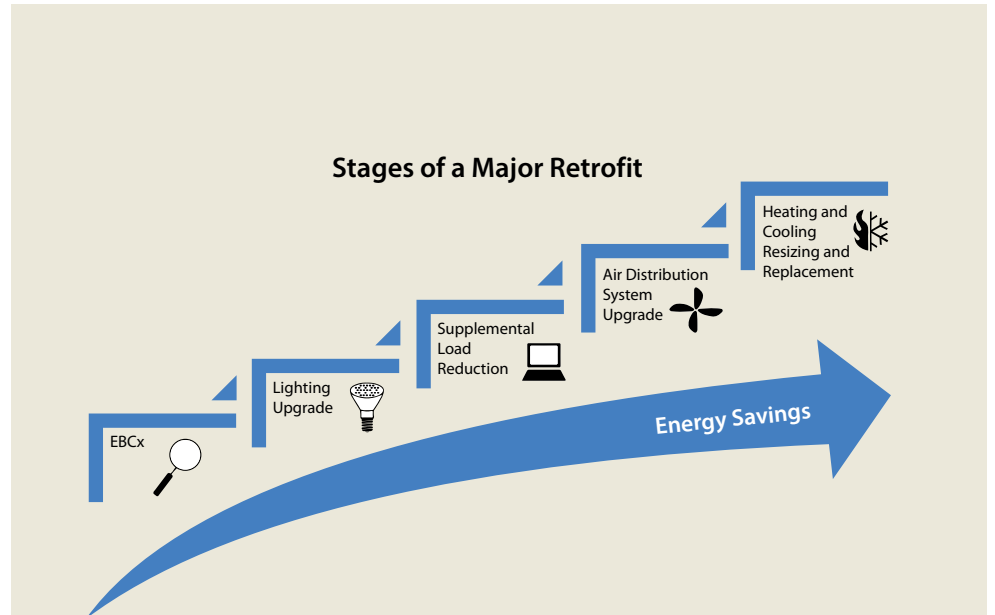 Stages of a Major Retrofit
EBCx
Lighting
Upgrade
Supplemental
Load
Reduction
Air Distribution
System
Upgrade
Heating and
Cooling
Resizing and
Replacement
Energy Savings